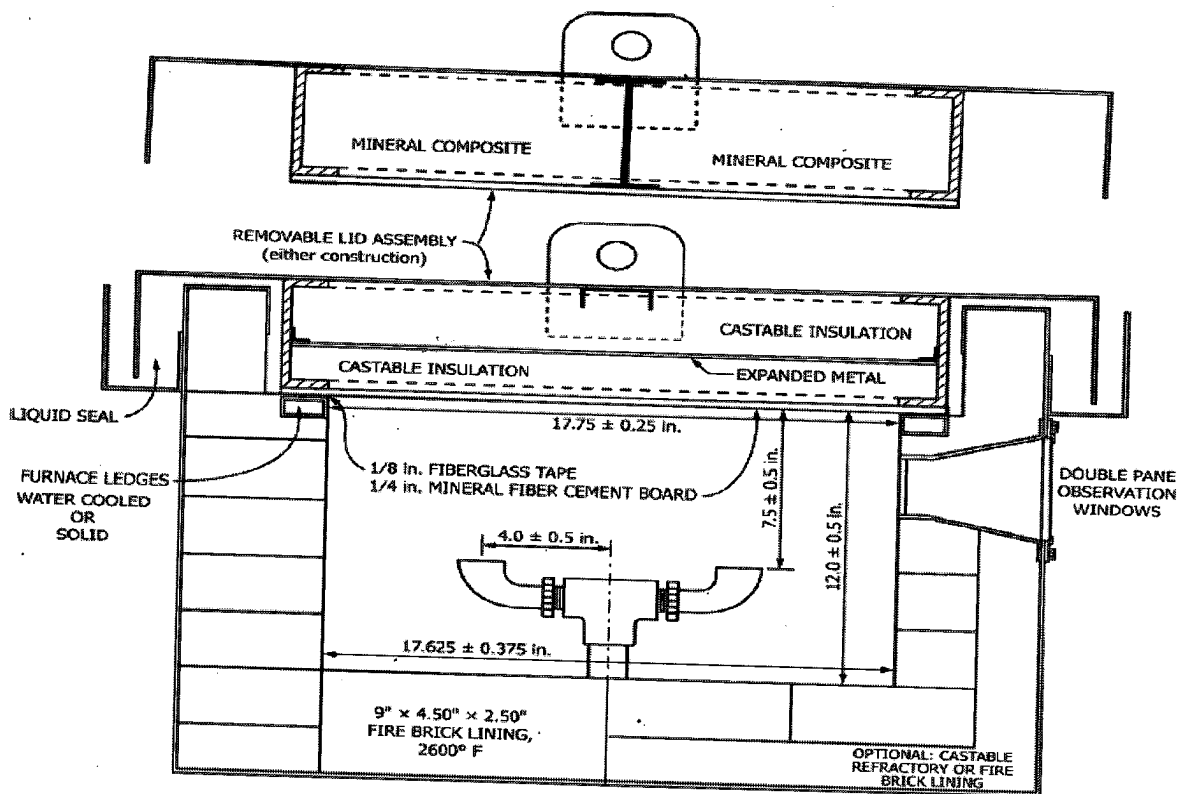 MINERAL COMPOSITE
MINERAL COMPOSITE
REMOVABLE LID ASSEMBLY
(either construction)
CASTABLE INSULATION
CASTABLE INSULATION
EXPANDED METAL
LIQUID SEAL
17.75 ± 0.25 in.
FURNACE LEDGES
WATER COOLED
OR
SOLID
1/8 in. FIBERGLASS TAPE
1/4 in. MINERAL FIBER CEMENT BOARD
7.5 ± 0.5 in.
12.0 ± 0.5 in.
DOUBLE PANE
OBSERVATION
WINDOWS
4.0 ± 0.5 in.
17.625 ± 0.375 in.
9" × 4.50" × 2.50"
FIRE BRICK LINING,
2600° F
OPTIONAL: CASTABLE
REFRACTORY OR FIRE
BRICK LINING